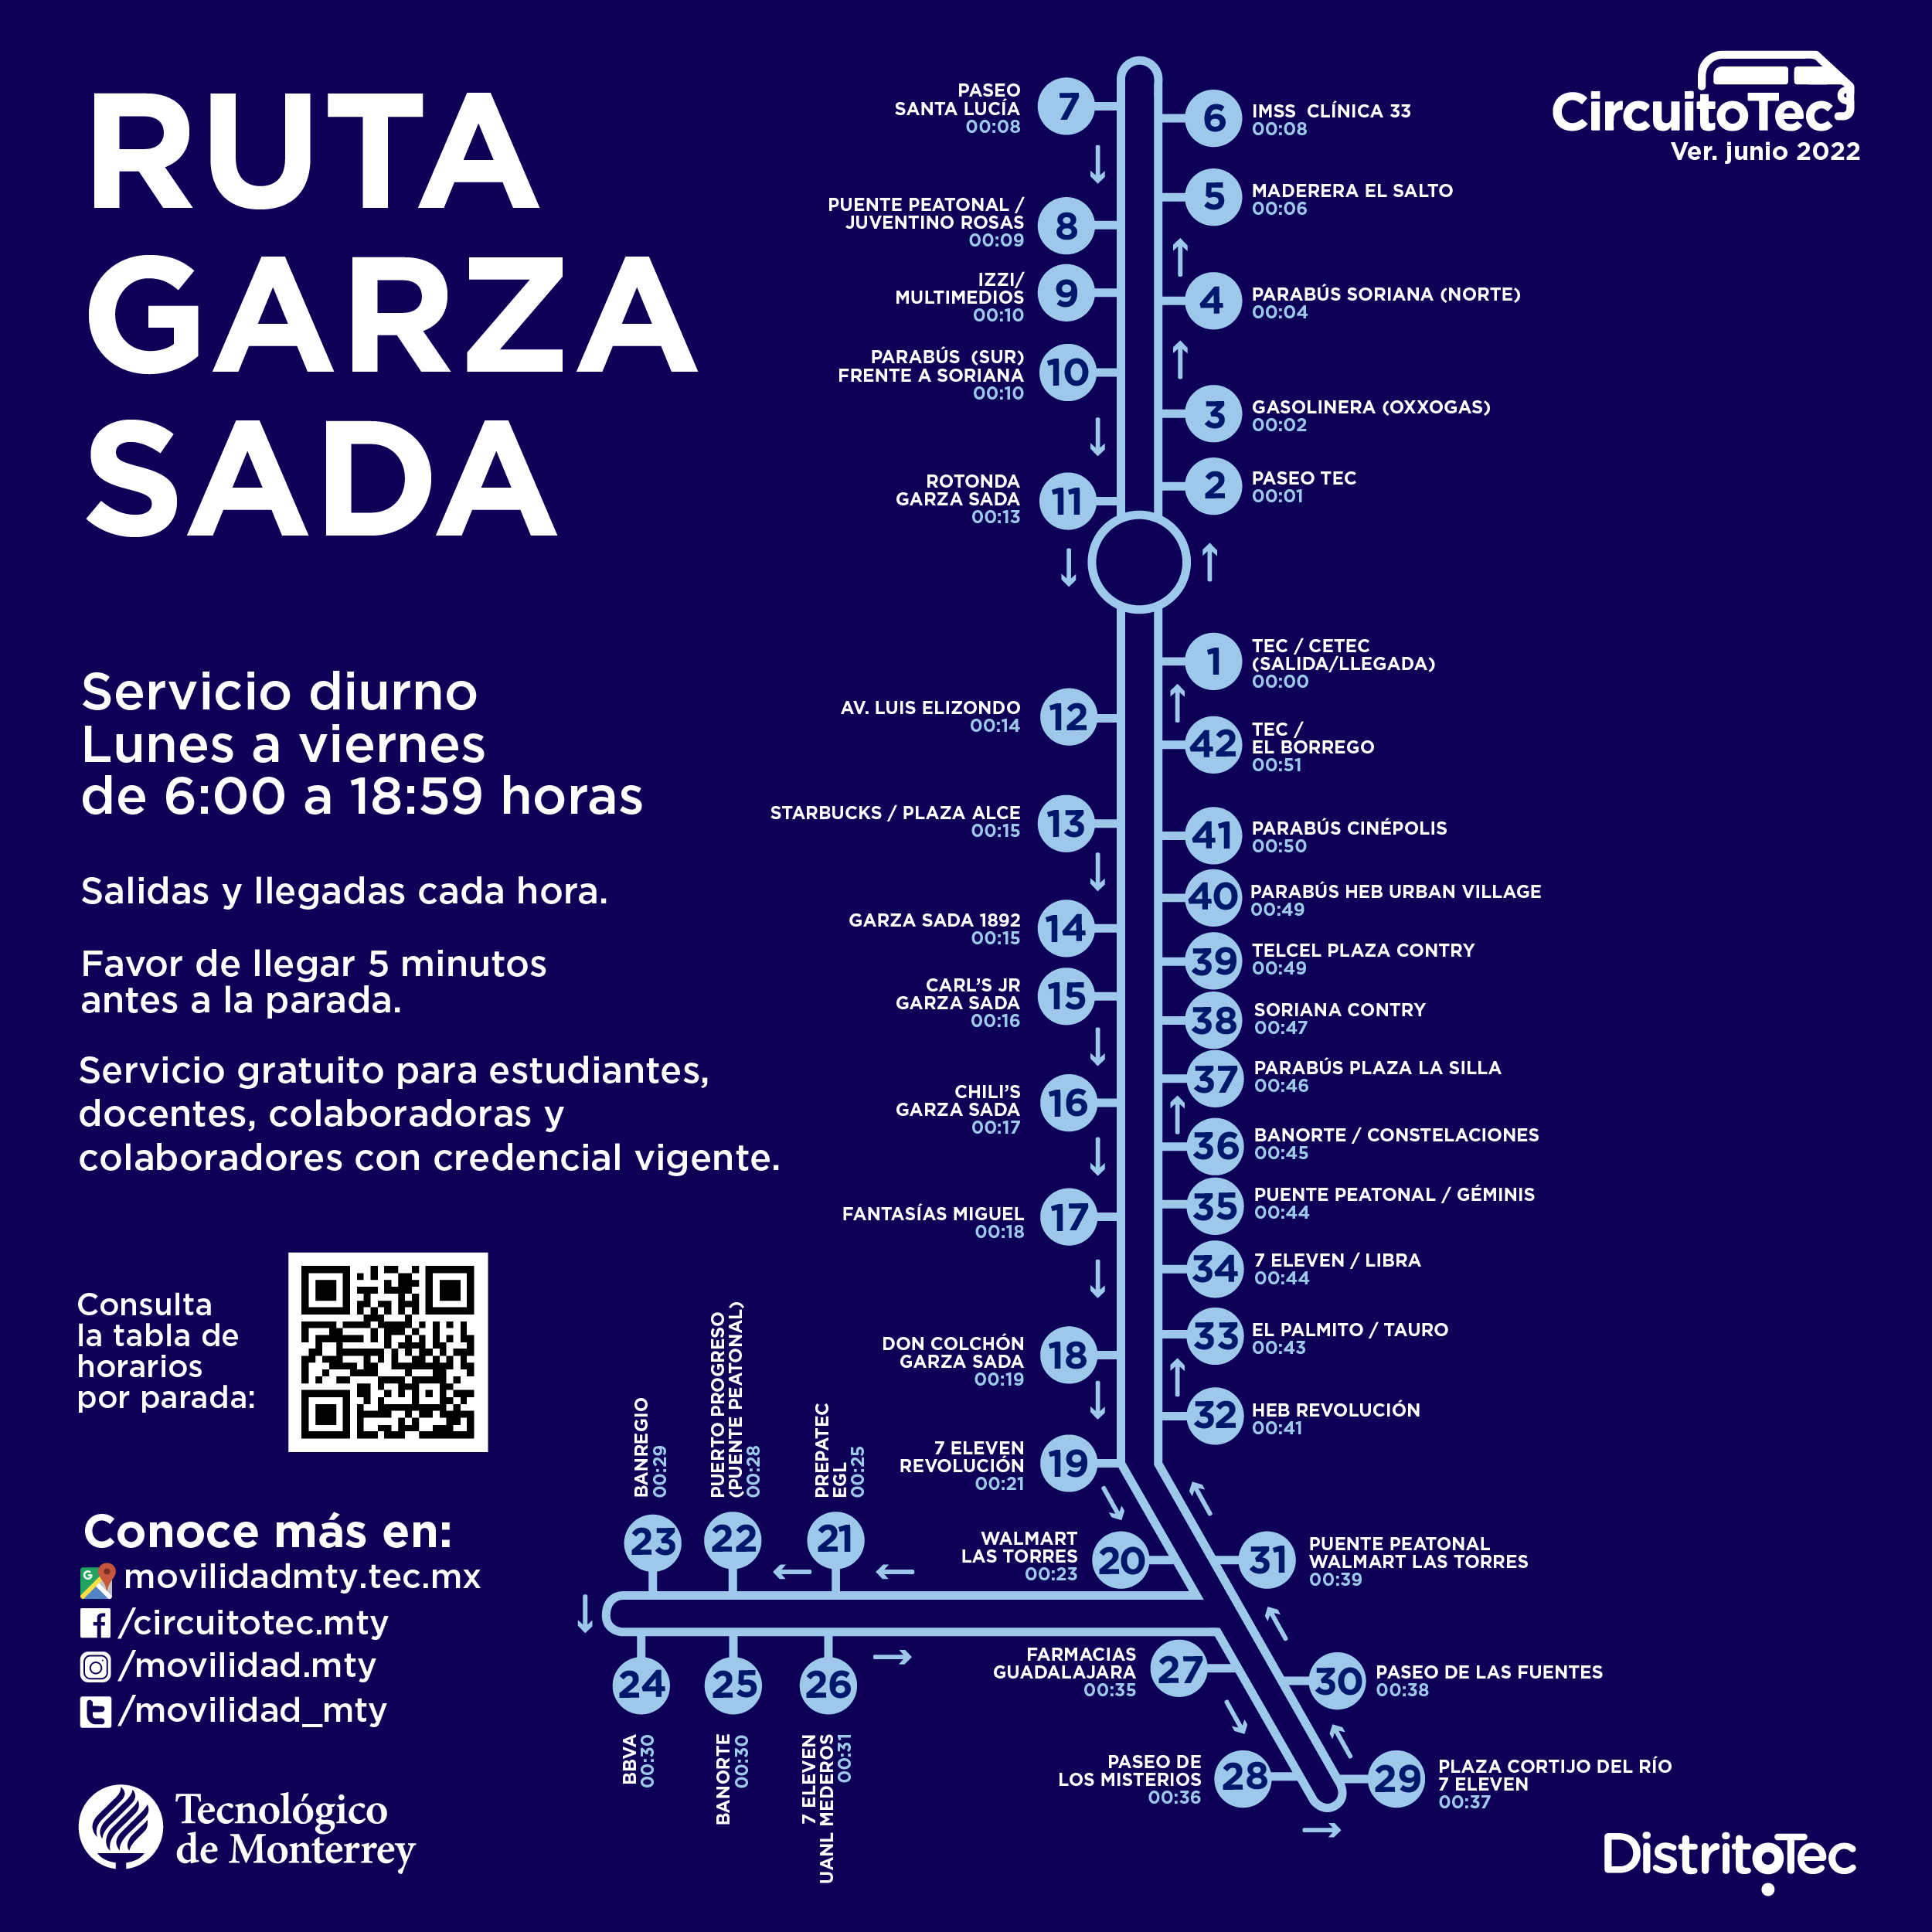 RUTA
GARZA
SADA
CircuitoTec
Ver. junio 2022
Servicio diurno
Lunes a viernes
de 6:00 a 18:59 horas
Salidas y llegadas cada hora.
Favor de llegar 5 minutos
antes a la parada.
Servicio gratuito para estudiantes,
docentes, colaboradoras y
colaboradores con credencial vigente.
Consulta
la tabla de
horarios
por parada:
Conoce más en:
G
movilidadmty.tec.mx
/circuitotec.mty
/movilidad.mty
/movilidad_mty
Tecnológico
de Monterrey
1
TEC / CETEC
(SALIDA/LLEGADA)
00:00
2
PASEO TEC
00:01
3
GASOLINERA (OXXOGAS)
00:02
4
PARABÚS SORIANA (NORTE)
00:04
5
MADERERA EL SALTO
00:06
6
IMSS CLÍNICA 33
00:08
7
PASEO
SANTA LUCÍA
00:08
8
PUENTE PEATONAL /
JUVENTINO ROSAS
00:09
9
IZZI/
MULTIMEDIOS
00:10
10
PARABÚS (SUR)
FRENTE A SORIANA
00:10
11
ROTONDA
GARZA SADA
00:13
12
AV. LUIS ELIZONDO
00:14
13
STARBUCKS / PLAZA ALCE
00:15
14
GARZA SADA 1892
00:15
15
CARL'S JR
GARZA SADA
00:16
16
CHILI'S
GARZA SADA
00:17
17
FANTASÍAS MIGUEL
00:18
18
DON COLCHÓN
GARZA SADA
00:19
19
7 ELEVEN
REVOLUCIÓN
00:21
20
WALMART
LAS TORRES
00:23
21
PREPATEC
EGL
00:25
22
PUERTO PROGRESO
(PUENTE PEATONAL)
00:28
23
BANREGIO
00:29
24
BBVA
00:30
25
BANORTE
00:30
26
7 ELEVEN
UANL MEDEROS
00:31
27
FARMACIAS
GUADALAJARA
00:35
28
PASEO DE
LOS MISTERIOS
00:36
29
PLAZA CORTIJO DEL RÍO
7 ELEVEN
00:37
30
PASEO DE LAS FUENTES
00:38
31
PUENTE PEATONAL
WALMART LAS TORRES
00:39
32
HEB REVOLUCIÓN
00:41
33
EL PALMITO / TAURO
00:43
34
7 ELEVEN / LIBRA
00:44
35
PUENTE PEATONAL / GÉMINIS
00:44
36
BANORTE / CONSTELACIONES
00:45
37
PARABÚS PLAZA LA SILLA
00:46
38
SORIANA CONTRY
00:47
39
TELCEL PLAZA CONTRY
00:49
40
PARABÚS HEB URBAN VILLAGE
00:49
41
PARABÚS CINÉPOLIS
00:50
42
TEC /
EL BORREGO
00:51
DistritoTec